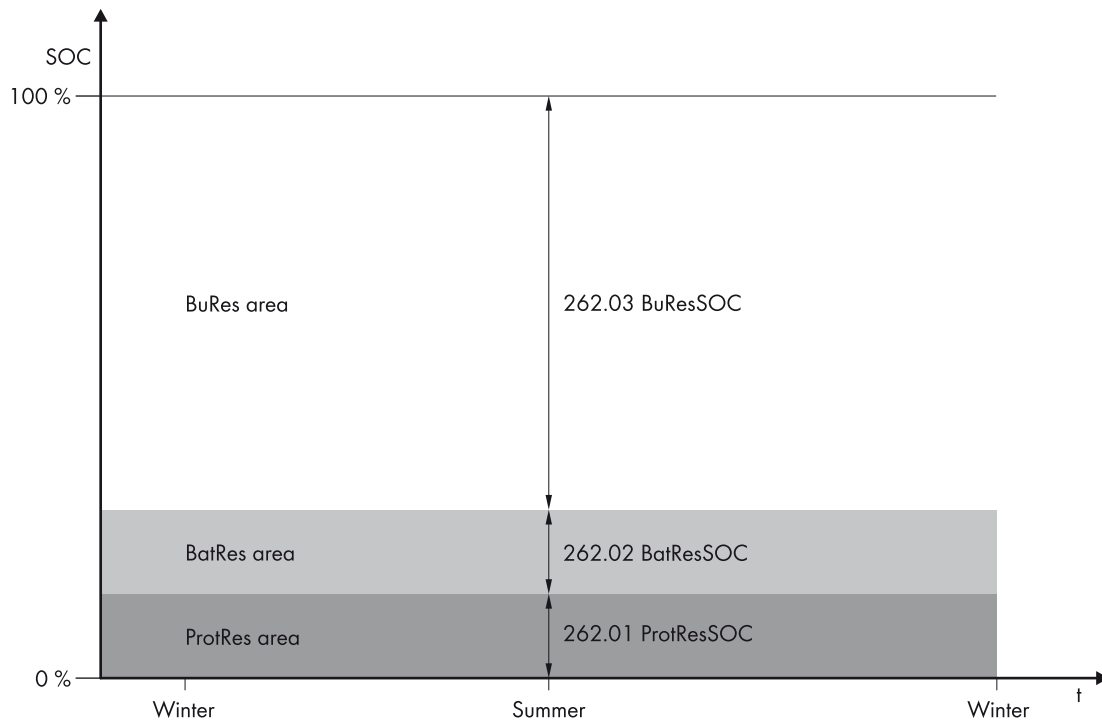 SOC
100 %
BuRes area
262.03 BuResSOC
BatRes area
262.02 BatResSOC
ProtRes area
262.01 ProtResSOC
0 %
t
Winter
Summer
Winter